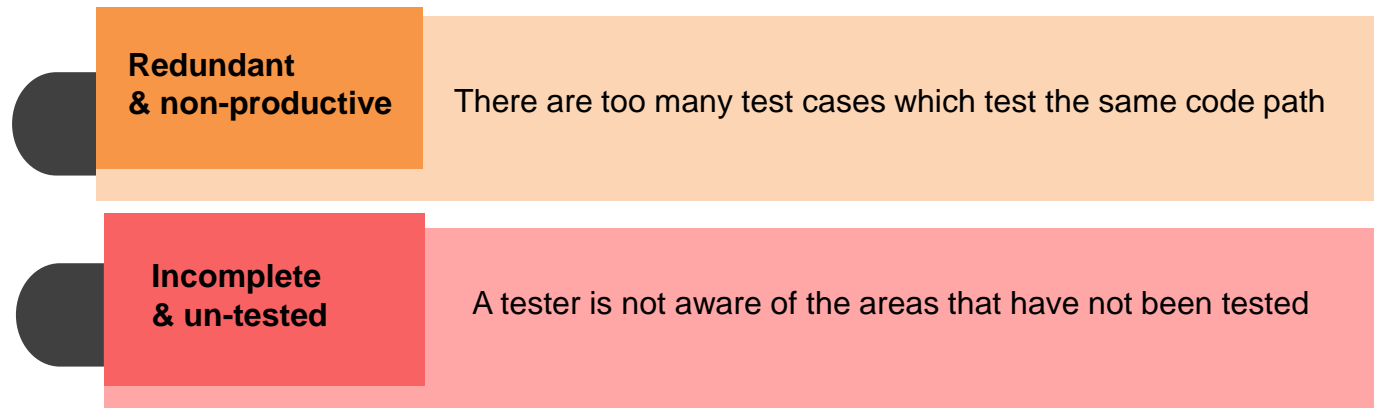 Redundant
& non-productive
There are too many test cases which test the same code path
Incomplete
& un-tested
A tester is not aware of the areas that have not been tested